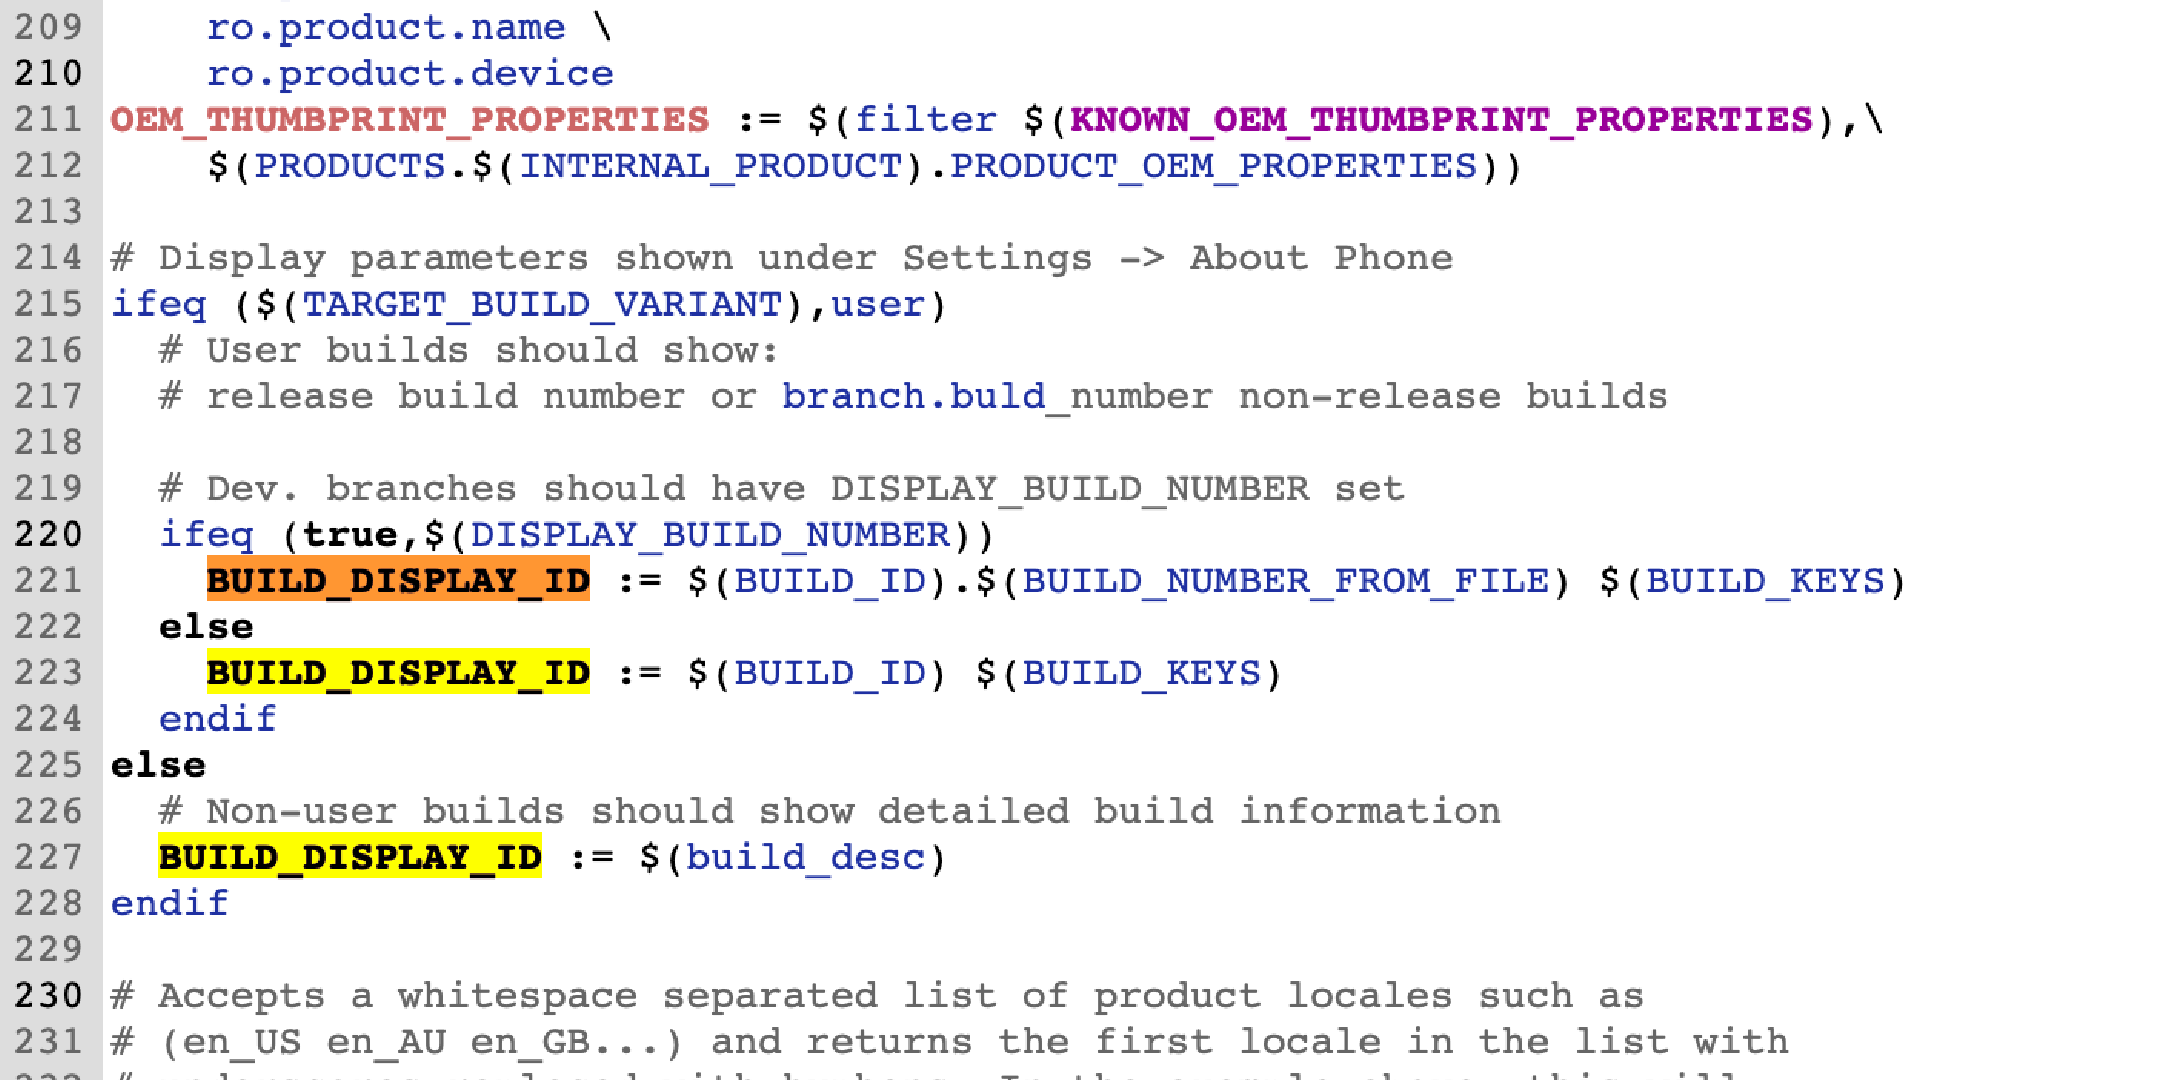 209 ro.product.name \
210 ro.product.device
211 OEM_THUMBPRINT_PROPERTIES := $(filter $(KNOWN_OEM_THUMBPRINT_PROPERTIES),\
212 $(PRODUCTS.$(INTERNAL_PRODUCT).PRODUCT_OEM_PROPERTIES))
213
214 # Display parameters shown under Settings -> About Phone
215 ifeq ($(TARGET_BUILD_VARIANT),user)
216 # User builds should show:
217 # release build number or branch.buld_number non-release builds
218
219 # Dev. branches should have DISPLAY_BUILD_NUMBER set
220 ifeq (true,$(DISPLAY_BUILD_NUMBER))
221 BUILD_DISPLAY_ID := $(BUILD_ID).$(BUILD_NUMBER_FROM_FILE) $(BUILD_KEYS)
222 else
223 BUILD_DISPLAY_ID := $(BUILD_ID) $(BUILD_KEYS)
224 endif
225 else
226 # Non-user builds should show detailed build information
227 BUILD_DISPLAY_ID := $(build_desc)
228 endif
229
230 # Accepts a whitespace separated list of product locales such as
231 # (en_US en_AU en_GB...) and returns the first locale in the list with